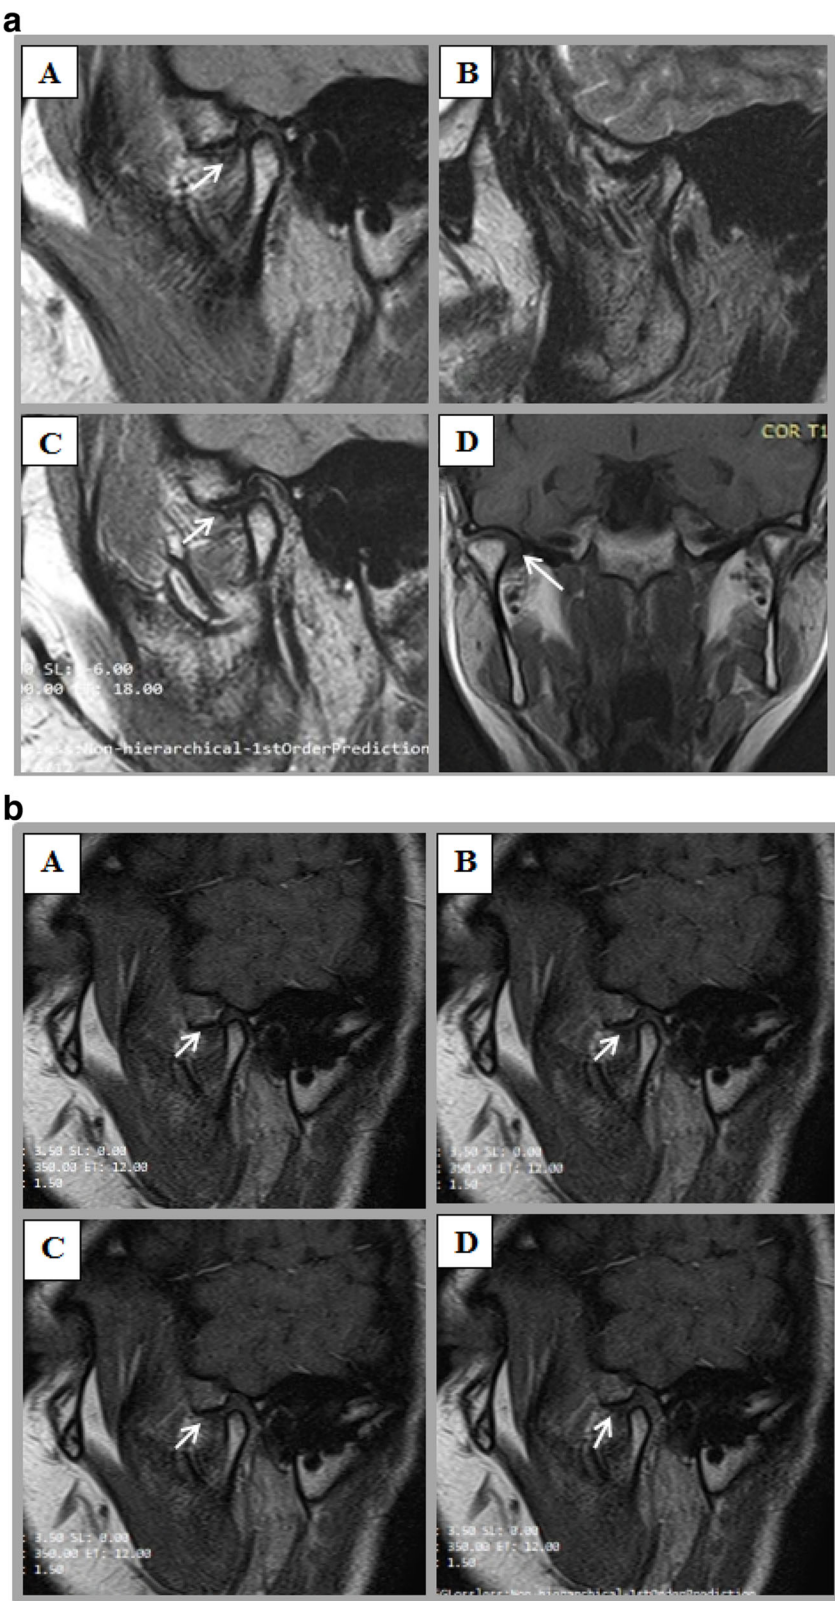 a
A
B
C
SL: -6.00
18.00
Non-hierarchical-1stOrderPrediction
D
COR T1
b
A
: 3.50 SL: 0.00
: 350.00 ET: 12.00
: 1.50
B
: 3.50 SL: 0.00
: 350.00 ET: 12.00
: 1.50
C
: 3.50 SL: 0.00
: 350.00 ET: 12.00
: 1.50
D
: 3.50 SL: 0.00
: 350.00 ET: 12.00
: 1.50